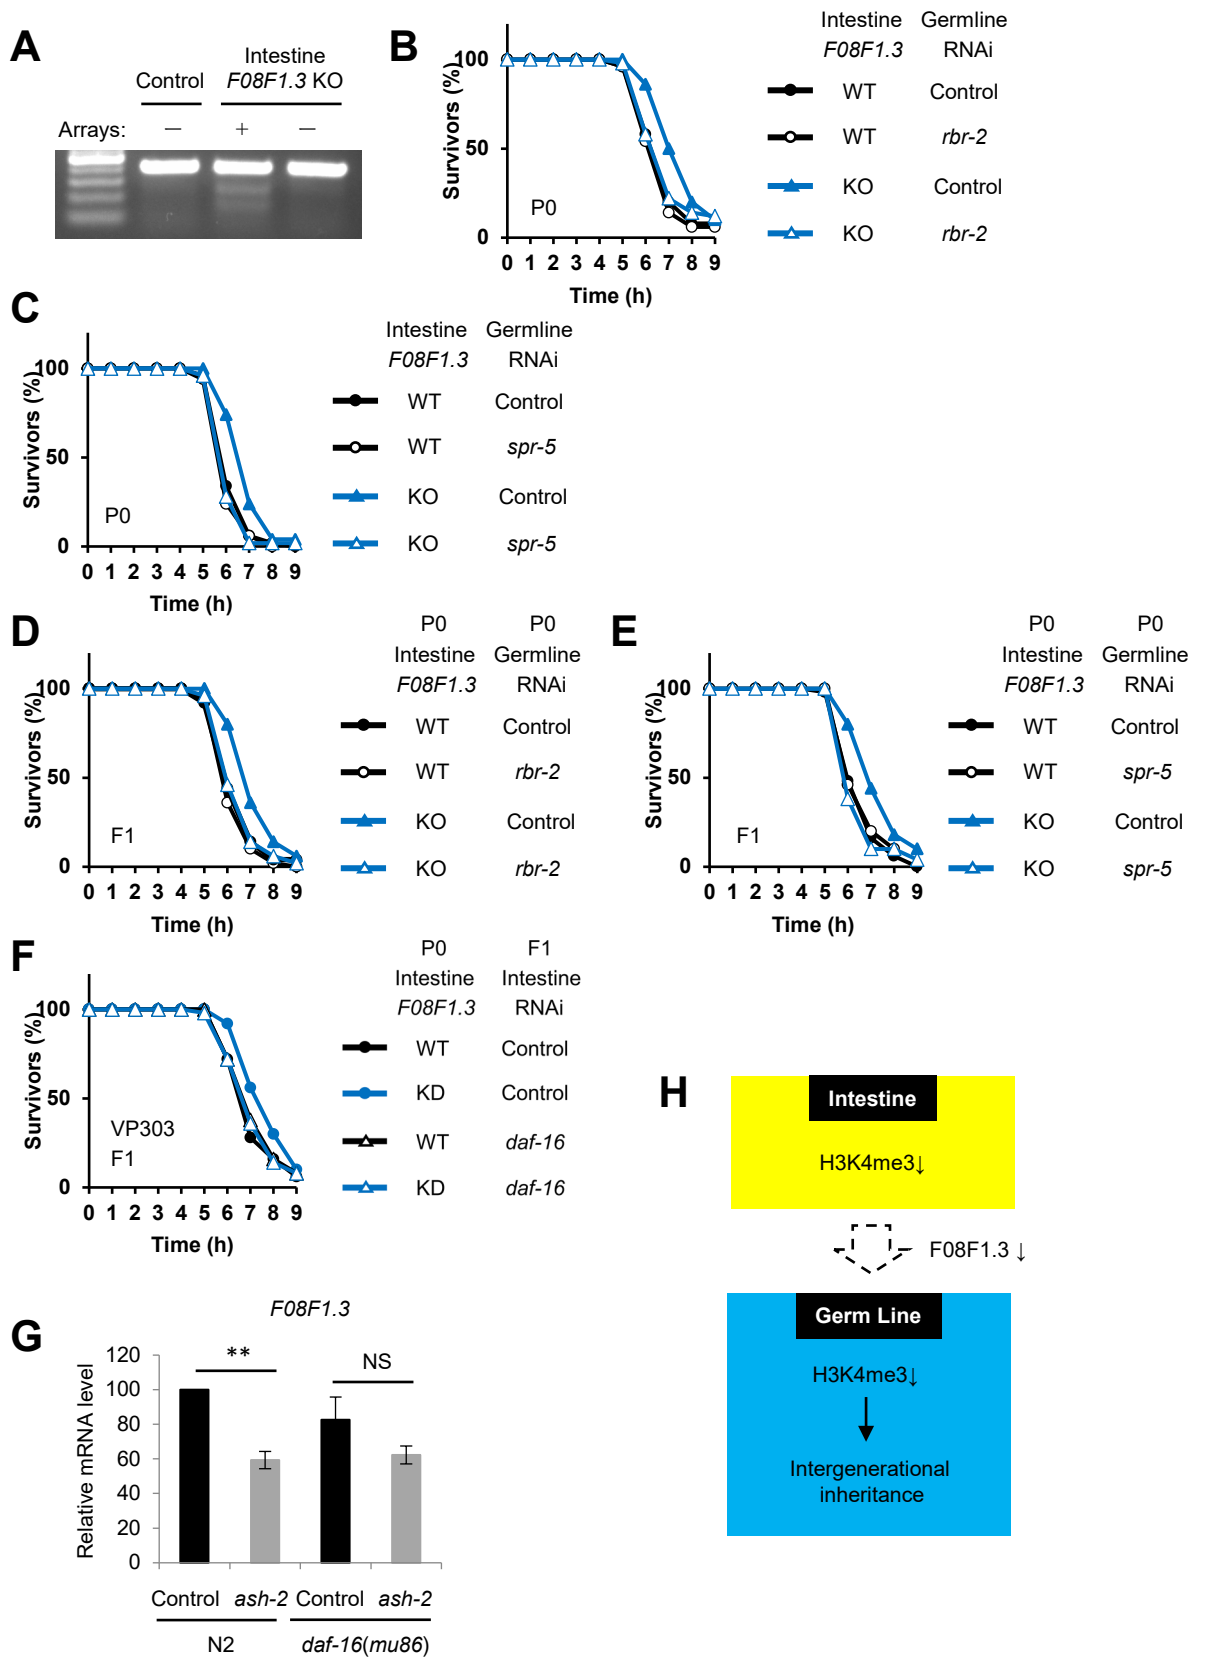 A
Control
Intestine
F08F1.3 KO
Arrays:
—
+
—
B
Survivors (%)
100
50
0
P0
0 1 2 3 4 5 6 7 8 9
Time (h)
Intestine Germline
F08F1.3 RNAi
WT Control
WT rbr-2
KO Control
KO rbr-2
C
Survivors (%)
100
50
0
P0
0 1 2 3 4 5 6 7 8 9
Time (h)
Intestine Germline
F08F1.3 RNAi
WT Control
WT spr-5
KO Control
KO spr-5
D
Survivors (%)
100
50
0
F1
0 1 2 3 4 5 6 7 8 9
Time (h)
P0 P0
Intestine Germline
F08F1.3 RNAi
WT Control
WT rbr-2
KO Control
KO rbr-2
E
Survivors (%)
100
50
0
F1
0 1 2 3 4 5 6 7 8 9
Time (h)
P0 P0
Intestine Germline
F08F1.3 RNAi
WT Control
WT spr-5
KO Control
KO spr-5
F
Survivors (%)
100
50
0
VP303
F1
0 1 2 3 4 5 6 7 8 9
Time (h)
P0 F1
Intestine Intestine
F08F1.3 RNAi
WT Control
KD Control
WT daf-16
KD daf-16
G
F08F1.3
Relative mRNA level
120
100
80
60
40
20
0
**
NS
Control ash-2 Control ash-2
N2 daf-16(mu86)
H
Intestine
H3K4me3↓
F08F1.3 ↓
Germ Line
H3K4me3↓
Intergenerational
inheritance